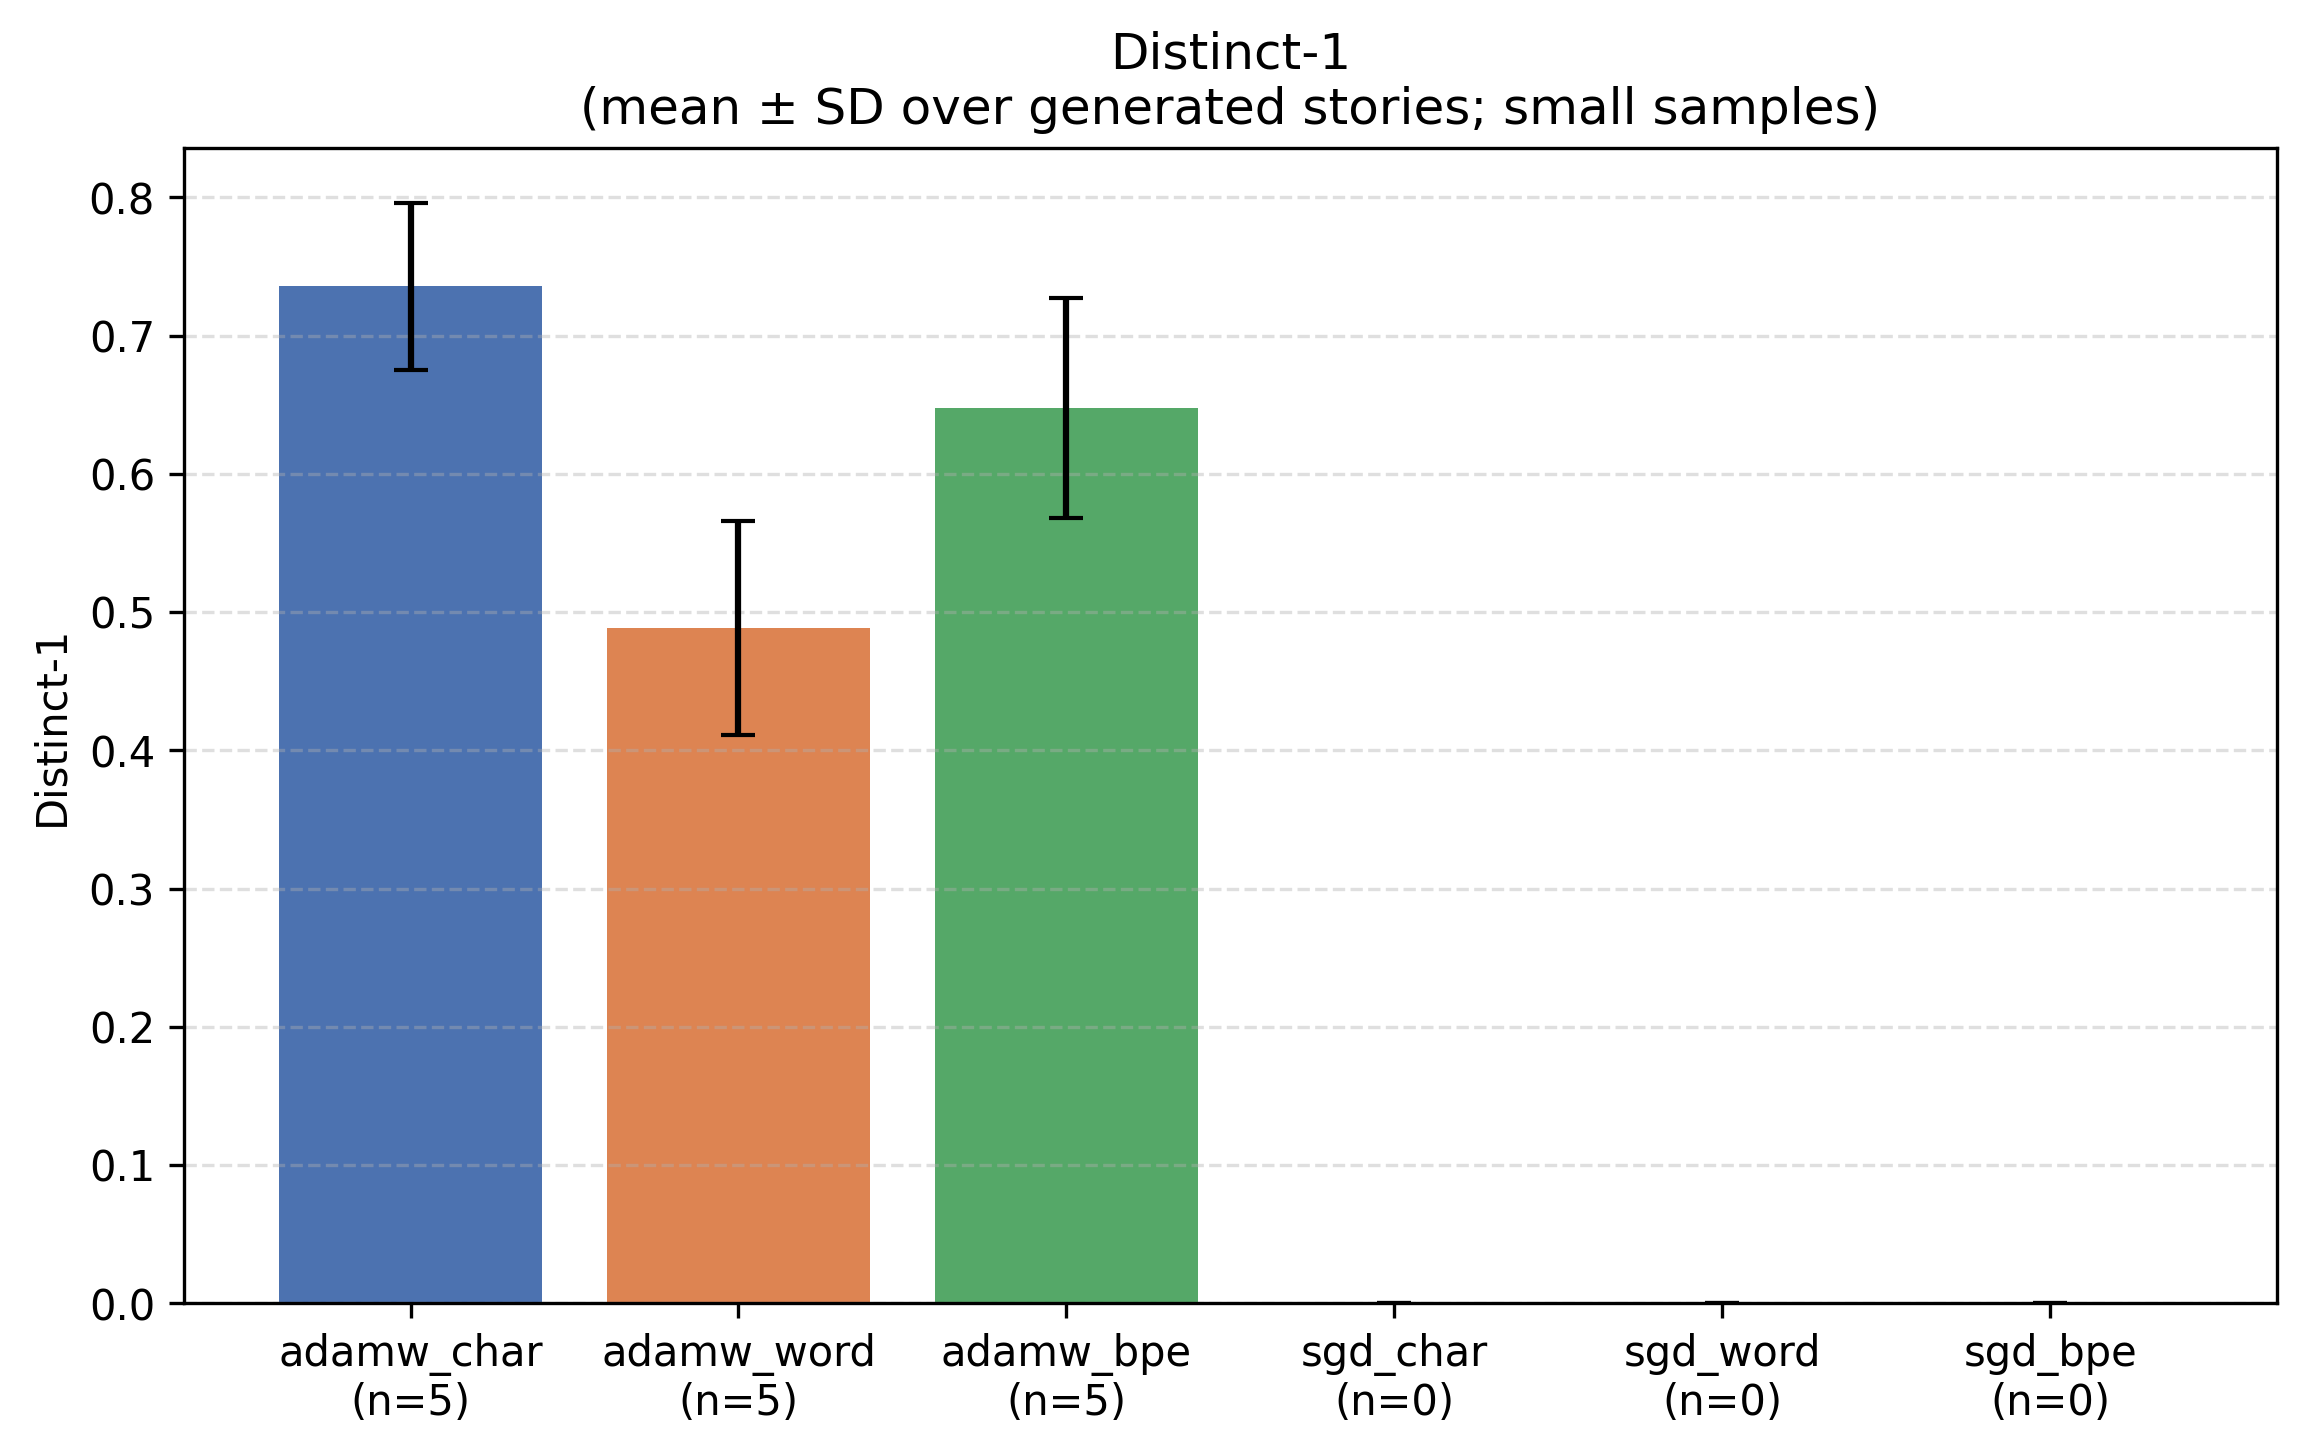 Distinct-1
(mean ± SD over generated stories; small samples)
Distinct-1
0.8
0.7
0.6
0.5
0.4
0.3
0.2
0.1
0.0
adamw_char adamw_word adamw_bpe sgd_char sgd_word sgd_bpe
(n=5) (n=5) (n=5) (n=0) (n=0) (n=0)